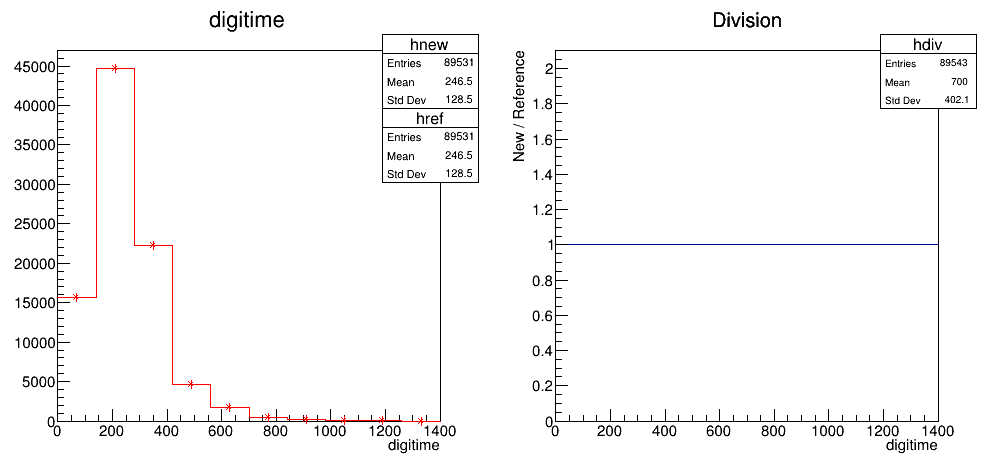 digitime
hnew
Entries 89531
Mean 246.5
Std Dev 128.5
href
Entries 89531
Mean 246.5
Std Dev 128.5
45000
40000
35000
30000
25000
20000
15000
10000
5000
0
0 200 400 600 800 1000 1200 1400
digitime
Division
hdiv
Entries 89543
Mean 700
Std Dev 402.1
New / Reference
2
1.8
1.6
1.4
1.2
1
0.8
0.6
0.4
0.2
0
0 200 400 600 800 1000 1200 1400
digitime